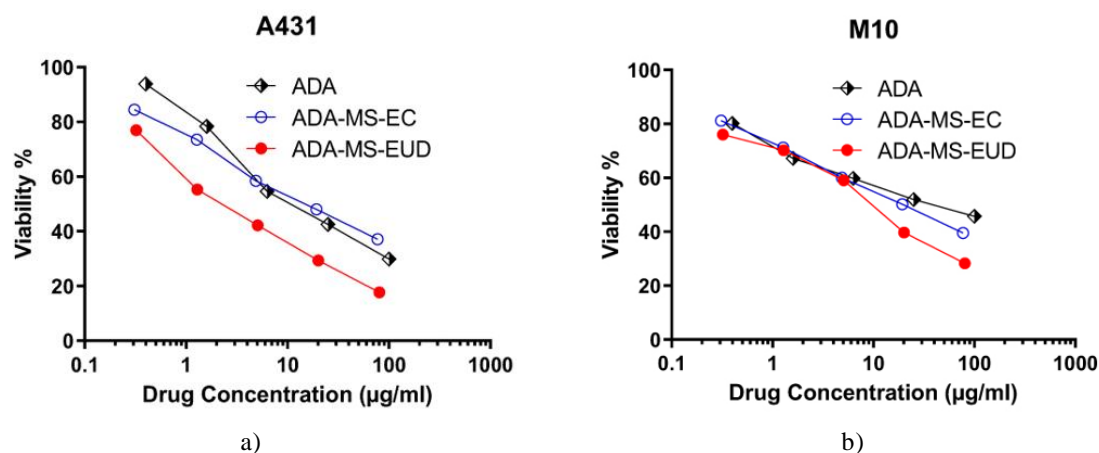 A431
100
80
60
40
20
0
Viability %
ADA
ADA-MS-EC
ADA-MS-EUD
0.1 1 10 100 1000
Drug Concentration (µg/ml)
a)
M10
100
80
60
40
20
0
Viability %
ADA
ADA-MS-EC
ADA-MS-EUD
0.1 1 10 100 1000
Drug Concentration (µg/ml)
b)